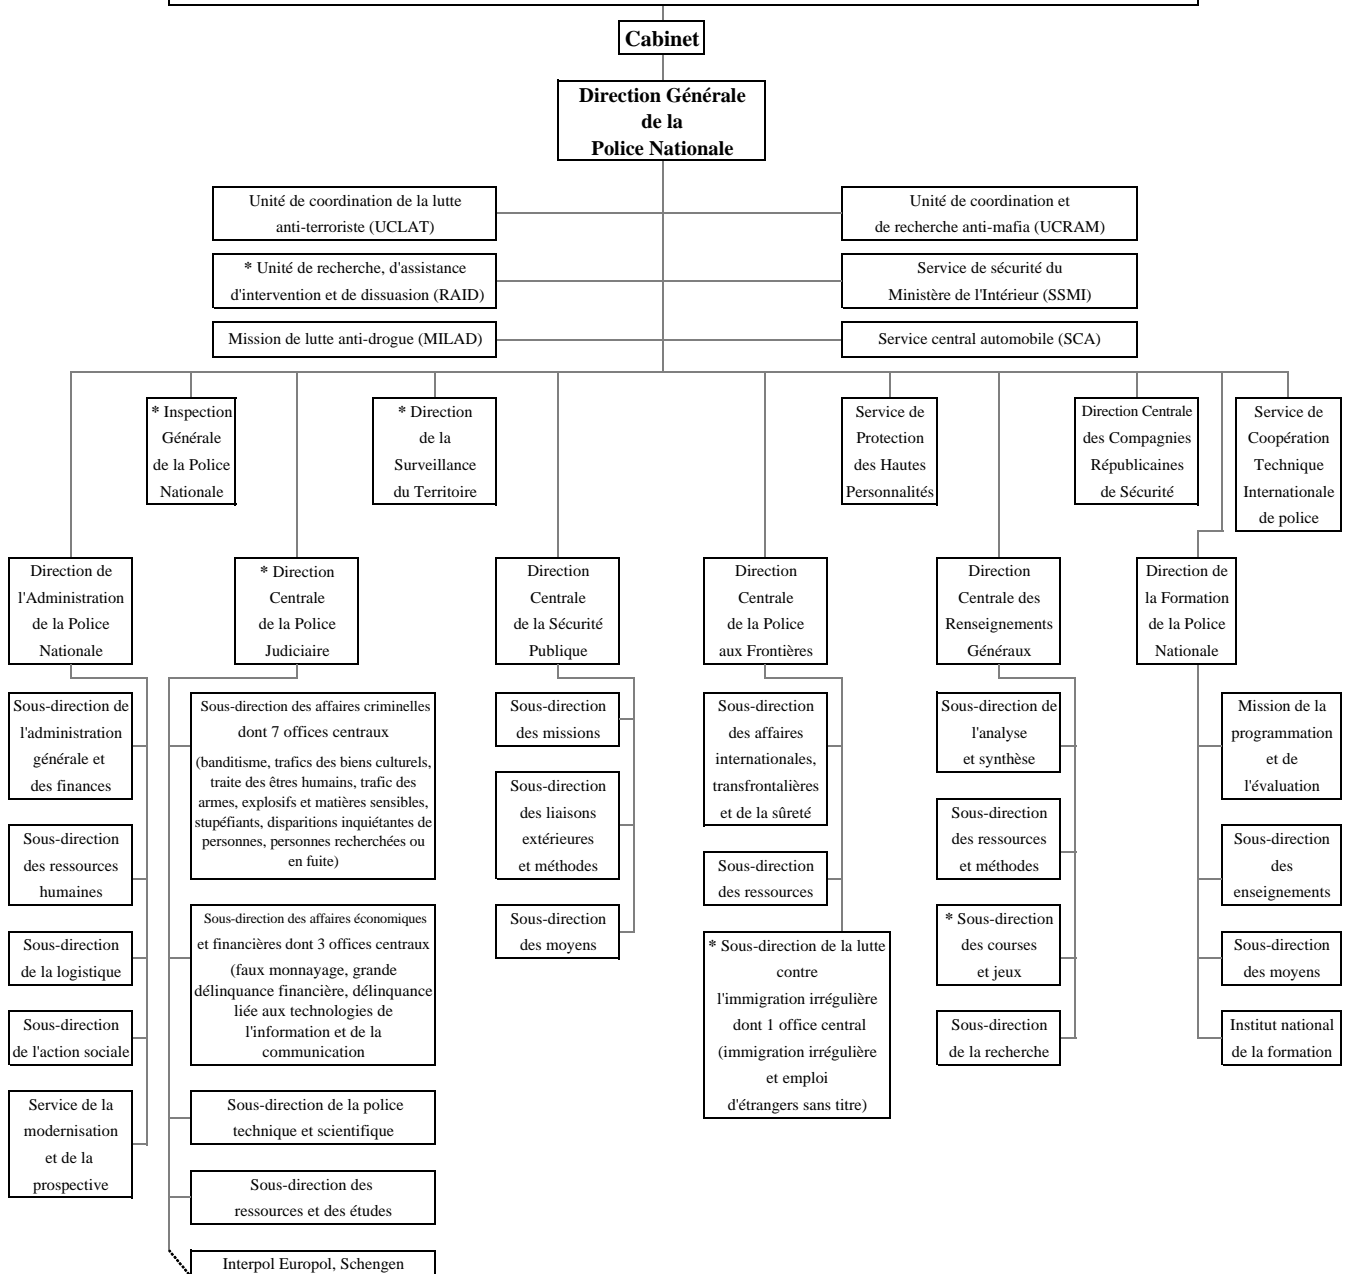 Cabinet
Direction Générale
de la
Police Nationale
Unité de coordination de la lutte
anti-terroriste (UCLAT)
Unité de coordination et
de recherche anti-mafia (UCRAM)
* Unité de recherche, d'assistance
d'intervention et de dissuasion (RAID)
Service de sécurité du
Ministère de l'Intérieur (SSMI)
Mission de lutte anti-drogue (MILAD)
Service central automobile (SCA)
* Inspection
Générale
de la Police
Nationale
* Direction
de la
Surveillance
du Territoire
Service de
Protection
des Hautes
Personnalités
Direction Centrale
des Compagnies
Républicaines
de Sécurité
Service de
Coopération
Technique
Internationale
de police
Direction de
l'Administration
de la Police
Nationale
* Direction
Centrale
de la Police
Judiciaire
Direction
Centrale
de la Sécurité
Publique
Direction
Centrale
de la Police
aux Frontières
Direction
Centrale des
Renseignements
Généraux
Direction de
la Formation
de la Police
Nationale
Sous-direction de
l'administration
générale et
des finances
Sous-direction
des ressources
humaines
Sous-direction
de la logistique
Sous-direction
de l'action sociale
Service de la
modernisation
et de la
prospective
Sous-direction des affaires criminelles
dont 7 offices centraux
(banditisme, trafics des biens culturels,
traite des êtres humains, trafic des
armes, explosifs et matières sensibles,
stupéfiants, disparitions inquiétantes de
personnes, personnes recherchées ou
en fuite)
Sous-direction des affaires économiques
et financières dont 3 offices centraux
(faux monnayage, grande
délinquance financière, délinquance
liée aux technologies de
l'information et de la
communication
Sous-direction de la police
technique et scientifique
Sous-direction des
ressources et des études
Interpol Europol, Schengen
Sous-direction
des missions
Sous-direction
des liaisons
extérieures
et méthodes
Sous-direction
des moyens
Sous-direction
des affaires
internationales,
transfrontalières
et de la sûreté
Sous-direction
des ressources
* Sous-direction de la lutte
contre
l'immigration irrégulière
dont 1 office central
(immigration irrégulière
et emploi
d'étrangers sans titre)
Sous-direction de
l'analyse
et synthèse
Sous-direction
des ressources
et méthodes
* Sous-direction
des courses
et jeux
Sous-direction
de la recherche
Mission de la
programmation
et de
l'évaluation
Sous-direction
des
enseignements
Sous-direction
des moyens
Institut national
de la formation